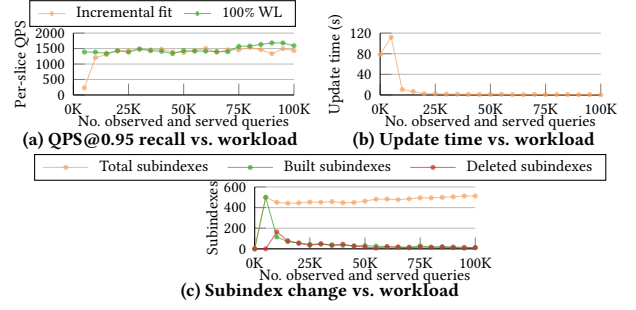 Incremental fit 100% WL
Per-slice QPS
2000
1500
1000
500
0
0K 25K 50K 75K 100K
No. observed and served queries
(a) QPS@0.95 recall vs. workload
Update time (s)
120
80
40
0
0K 25K 50K 75K 100K
No. observed and served queries
(b) Update time vs. workload
Total subindexes Built subindexes Deleted subindexes
Subindexes
600
400
200
0
0K 25K 50K 75K 100K
No. observed and served queries
(c) Subindex change vs. workload